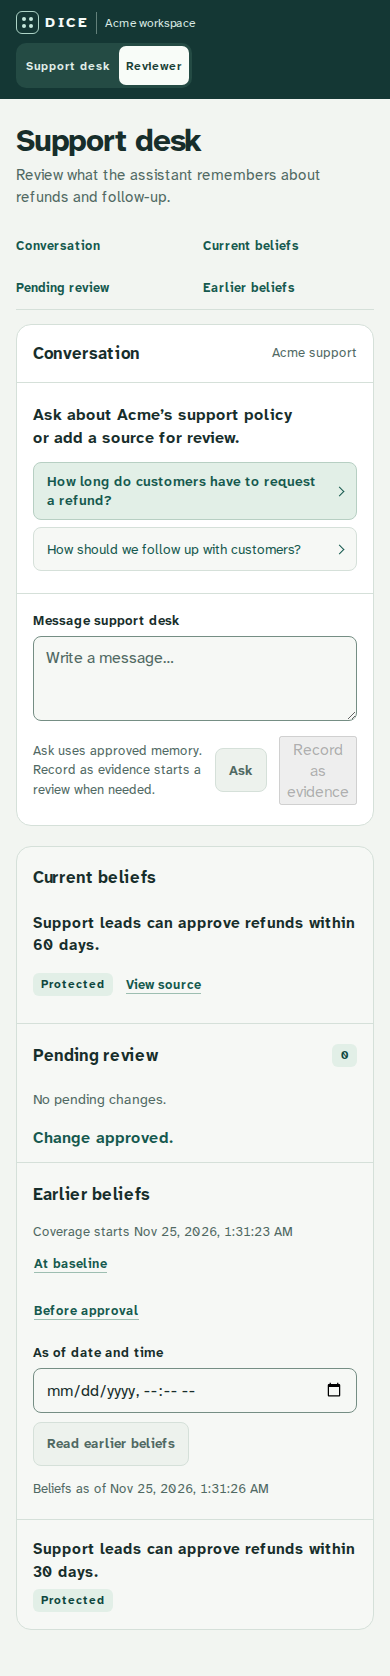 DICE Acme workspace
Support desk Reviewer
Support desk
Review what the assistant remembers about
refunds and follow-up.
Conversation Current beliefs
Pending review Earlier beliefs
Conversation Acme support
Ask about Acme’s support policy
or add a source for review.
How long do customers have to request
a refund?
How should we follow up with customers?
Message support desk
Write a message...
Ask uses approved memory.
Record as evidence starts a
review when needed.
Ask
Record
as
evidence
Current beliefs
Support leads can approve refunds within
60 days.
Protected View source
Pending review 0
No pending changes.
Change approved.
Earlier beliefs
Coverage starts Nov 25, 2026, 1:31:23 AM
At baseline
Before approval
As of date and time
mm/dd/yyyy, --:-- --
Read earlier beliefs
Beliefs as of Nov 25, 2026, 1:31:26 AM
Support leads can approve refunds within
30 days.
Protected